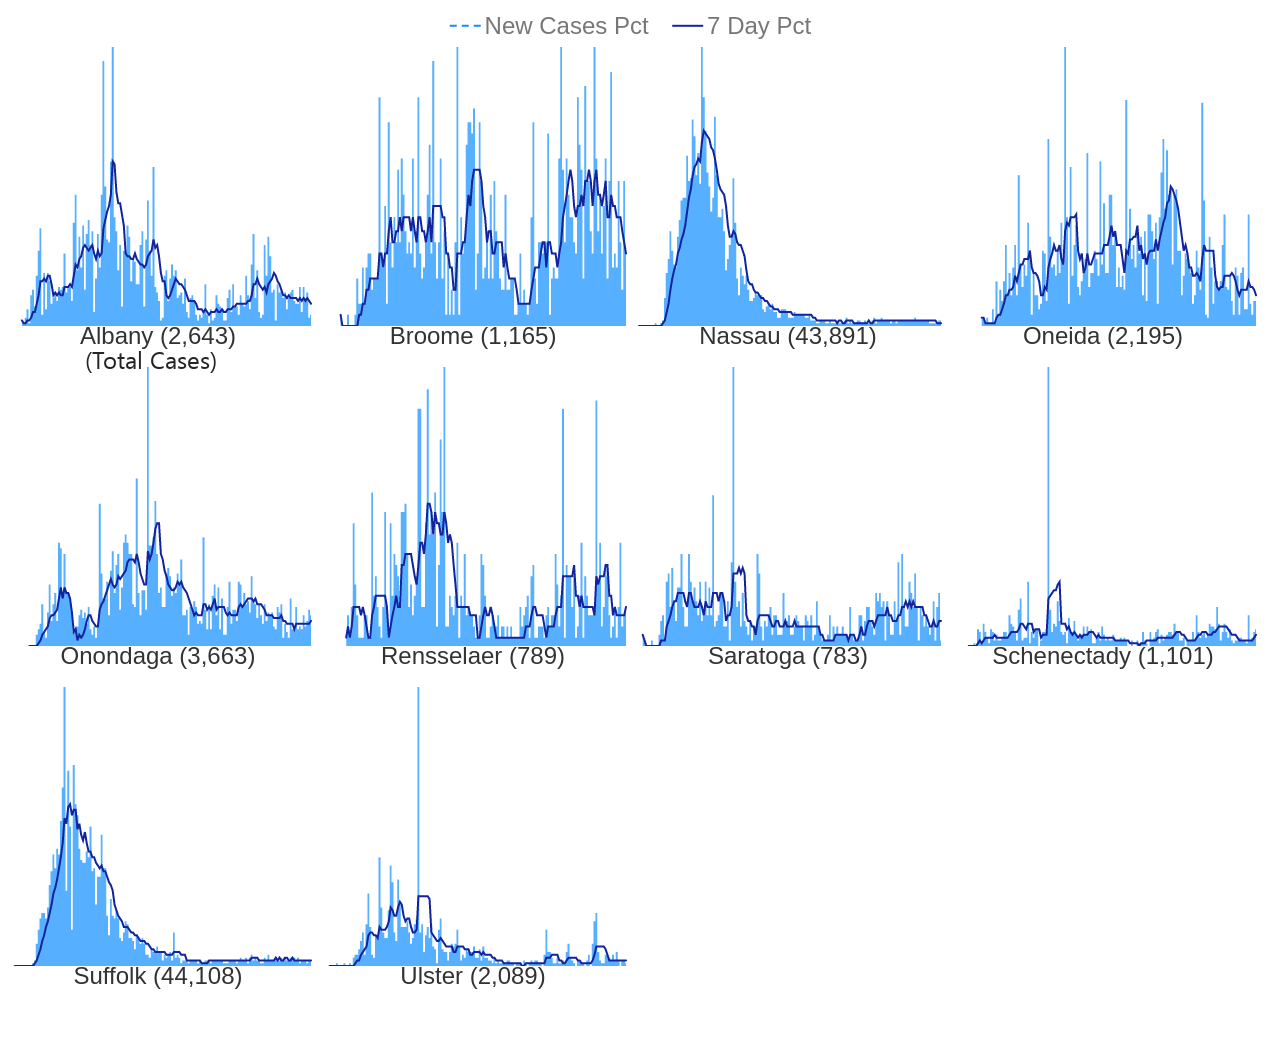 New Cases Pct 7 Day Pct
Albany (2,643) Broome (1,165) Nassau (43,891) Oneida (2,195)
(Total Cases)
Onondaga (3,663) Rensselaer (789) Saratoga (783) Schenectady (1,101)
Suffolk (44,108) Ulster (2,089)